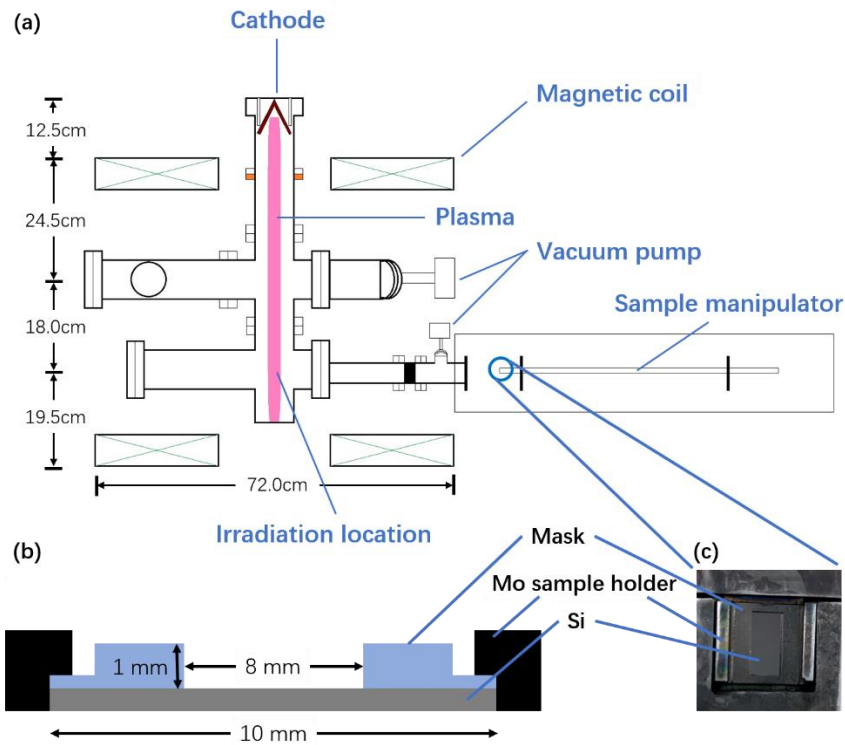 (a)
Cathode
Magnetic coil
12.5cm
24.5cm
Plasma
Vacuum pump
Sample manipulator
18.0cm
19.5cm
72.0cm
Irradiation location
(b)
Mask
(c)
Mo sample holder
Si
1 mm
8 mm
10 mm